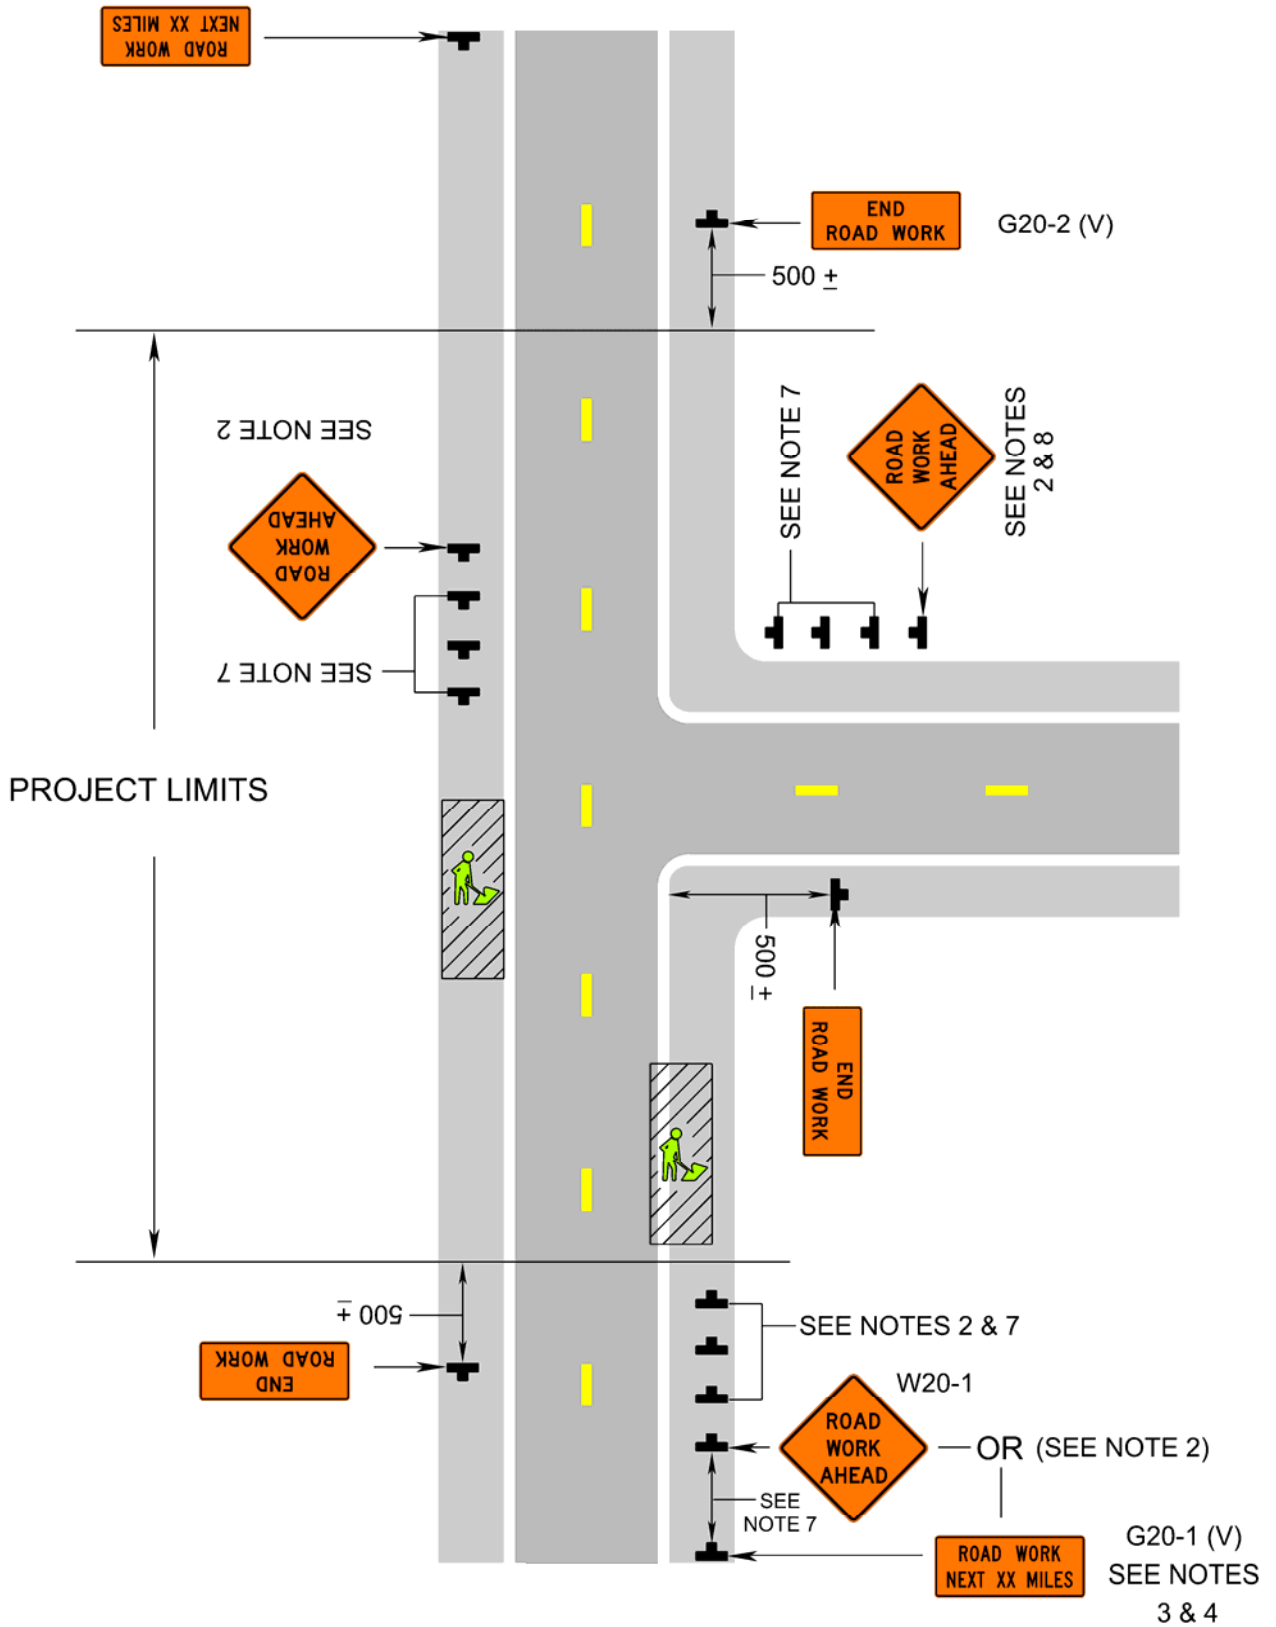 ROAD WORK
NEXT XX MILES
END
ROAD WORK
G20-2 (V)
500 ±
SEE NOTE 2
ROAD
WORK
AHEAD
SEE NOTE 7
SEE NOTE 7
ROAD
WORK
AHEAD
SEE NOTES
2 & 8
PROJECT LIMITS
500 ±
END
ROAD WORK
500 ±
END
ROAD WORK
SEE NOTES 2 & 7
W20-1
ROAD
WORK
AHEAD
OR (SEE NOTE 2)
SEE
NOTE 7
ROAD WORK
NEXT XX MILES
G20-1 (V)
SEE NOTES
3 & 4